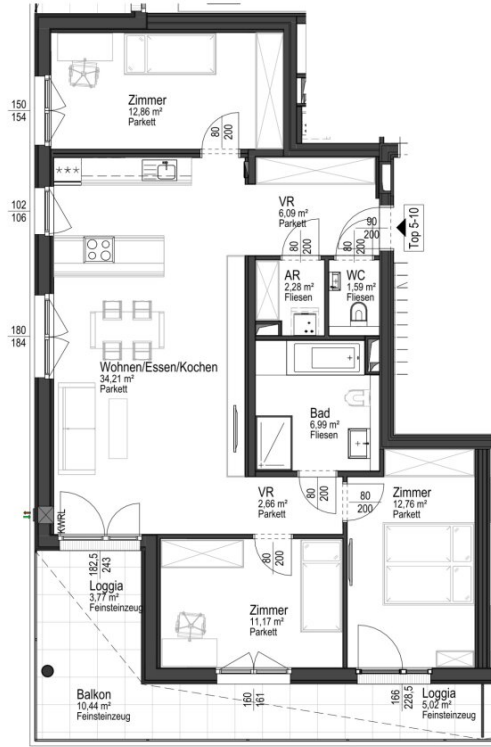 Zimmer
12,86 m²
Parkett
80
200
150
154
***
102
106
VR
6,09 m²
Parkett
90
200
Top 5-10
80
200
80
200
AR
2,28 m²
Fliesen
WC
1,59 m²
Fliesen
180
184
Wohnen/Essen/Kochen
34,21 m²
Parkett
Bad
6,99 m²
Fliesen
VR
2,66 m²
Parkett
80
200
80
200
Zimmer
12,76 m²
Parkett
KWRL
182,5
243
80
200
Loggia
3,77 m²
Feinsteinzeug
Zimmer
11,17 m²
Parkett
Balkon
10,44 m²
Feinsteinzeug
160
161
166
228,5
Loggia
5,02 m²
Feinsteinzeug